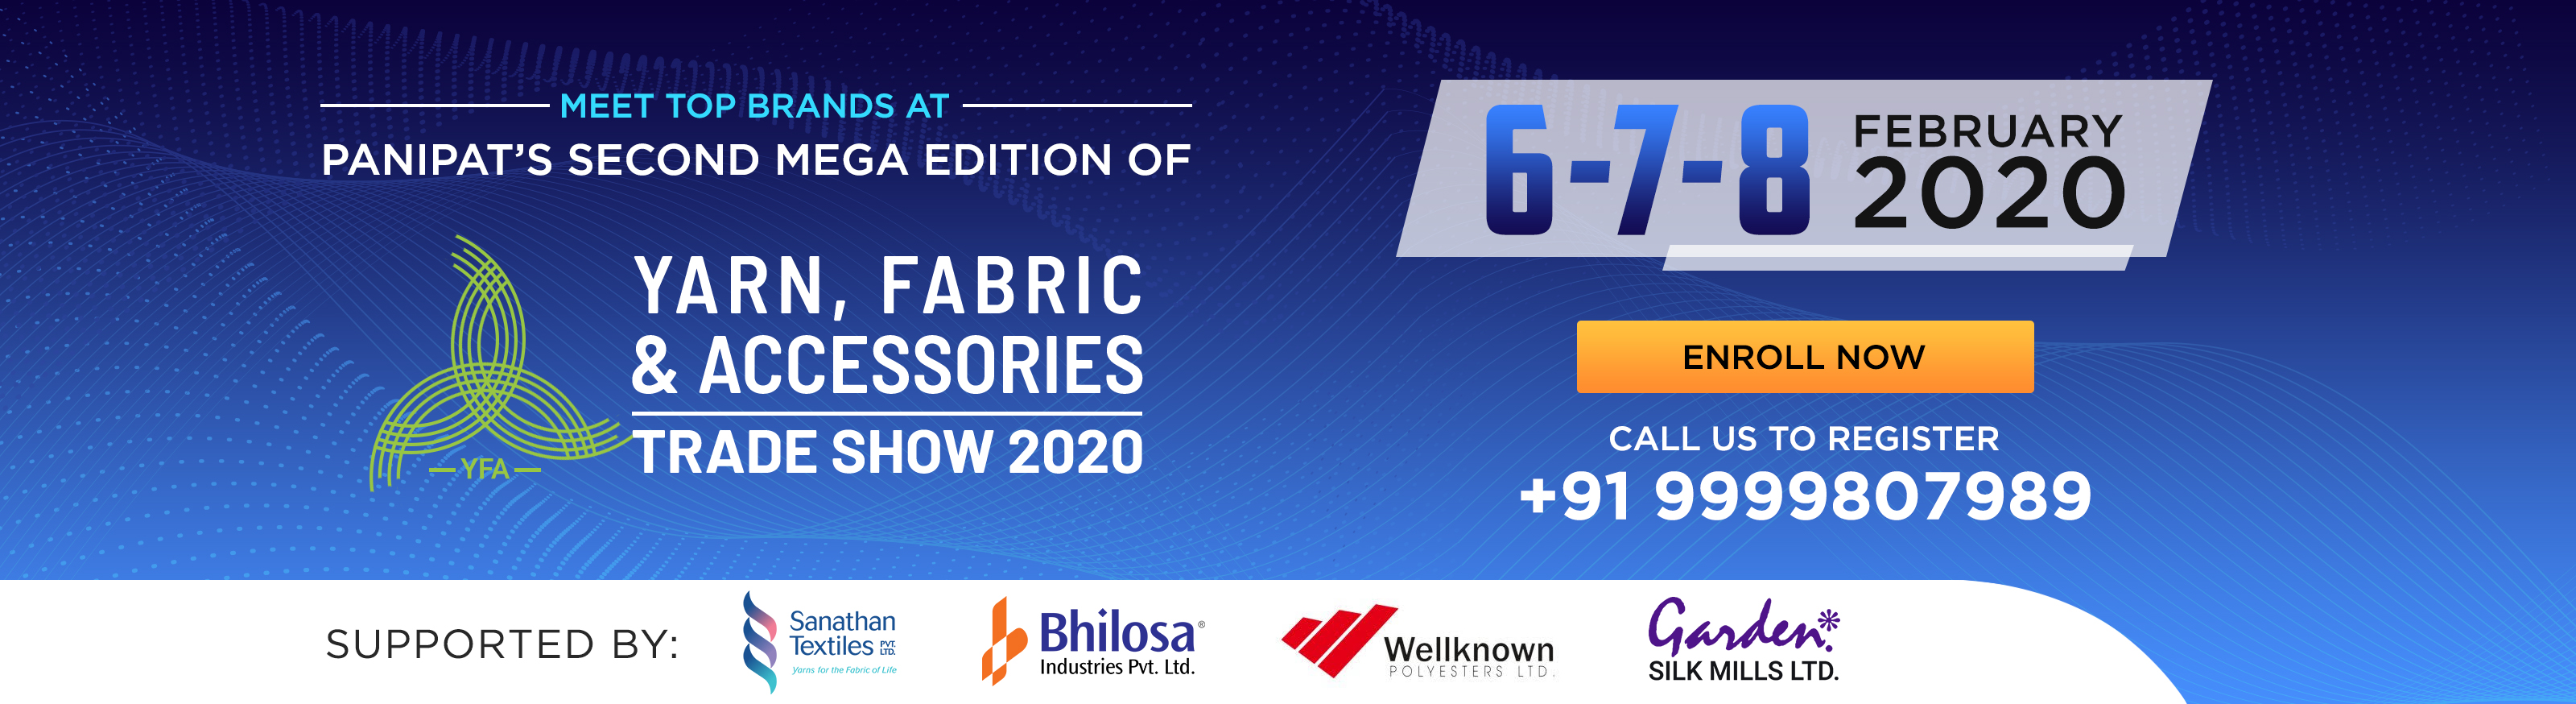 MEET TOP BRANDS AT
PANIPAT’S SECOND MEGA EDITION OF
YFA
YARN, FABRIC
& ACCESSORIES
TRADE SHOW 2020
6-7-8
FEBRUARY
2020
ENROLL NOW
CALL US TO REGISTER
+91 9999807989
SUPPORTED BY:
Sanathan
Textiles PVT. LTD.
Yarns for the Fabric of Life
Bhilosa®
Industries Pvt. Ltd.
Wellknown
POLYESTERS LTD.
Garden
SILK MILLS LTD.